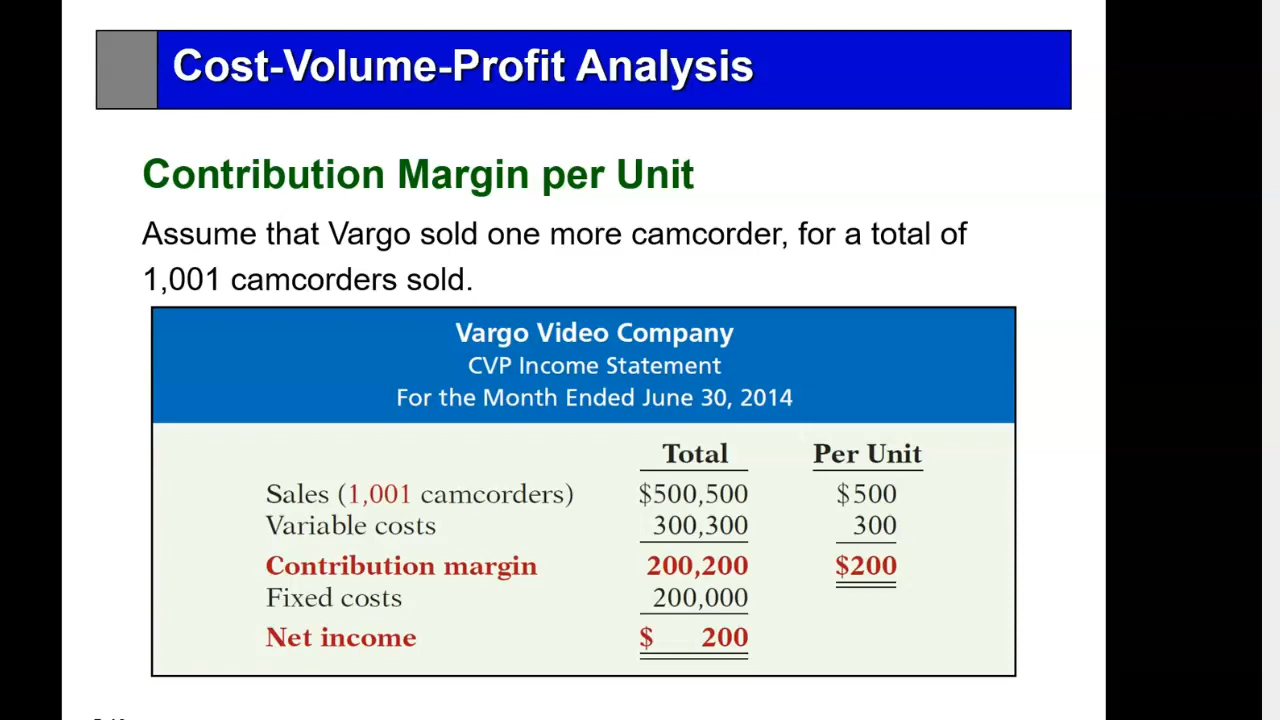 Cost-Volume-Profit Analysis
Contribution Margin per Unit
Assume that Vargo sold one more camcorder, for a total of
1,001 camcorders sold.
Vargo Video Company
CVP Income Statement
For the Month Ended June 30, 2014
Total Per Unit
Sales (1,001 camcorders) $500,500 $500
Variable costs 300,300 300
Contribution margin 200,200 $200
Fixed costs 200,000
Net income $ 200